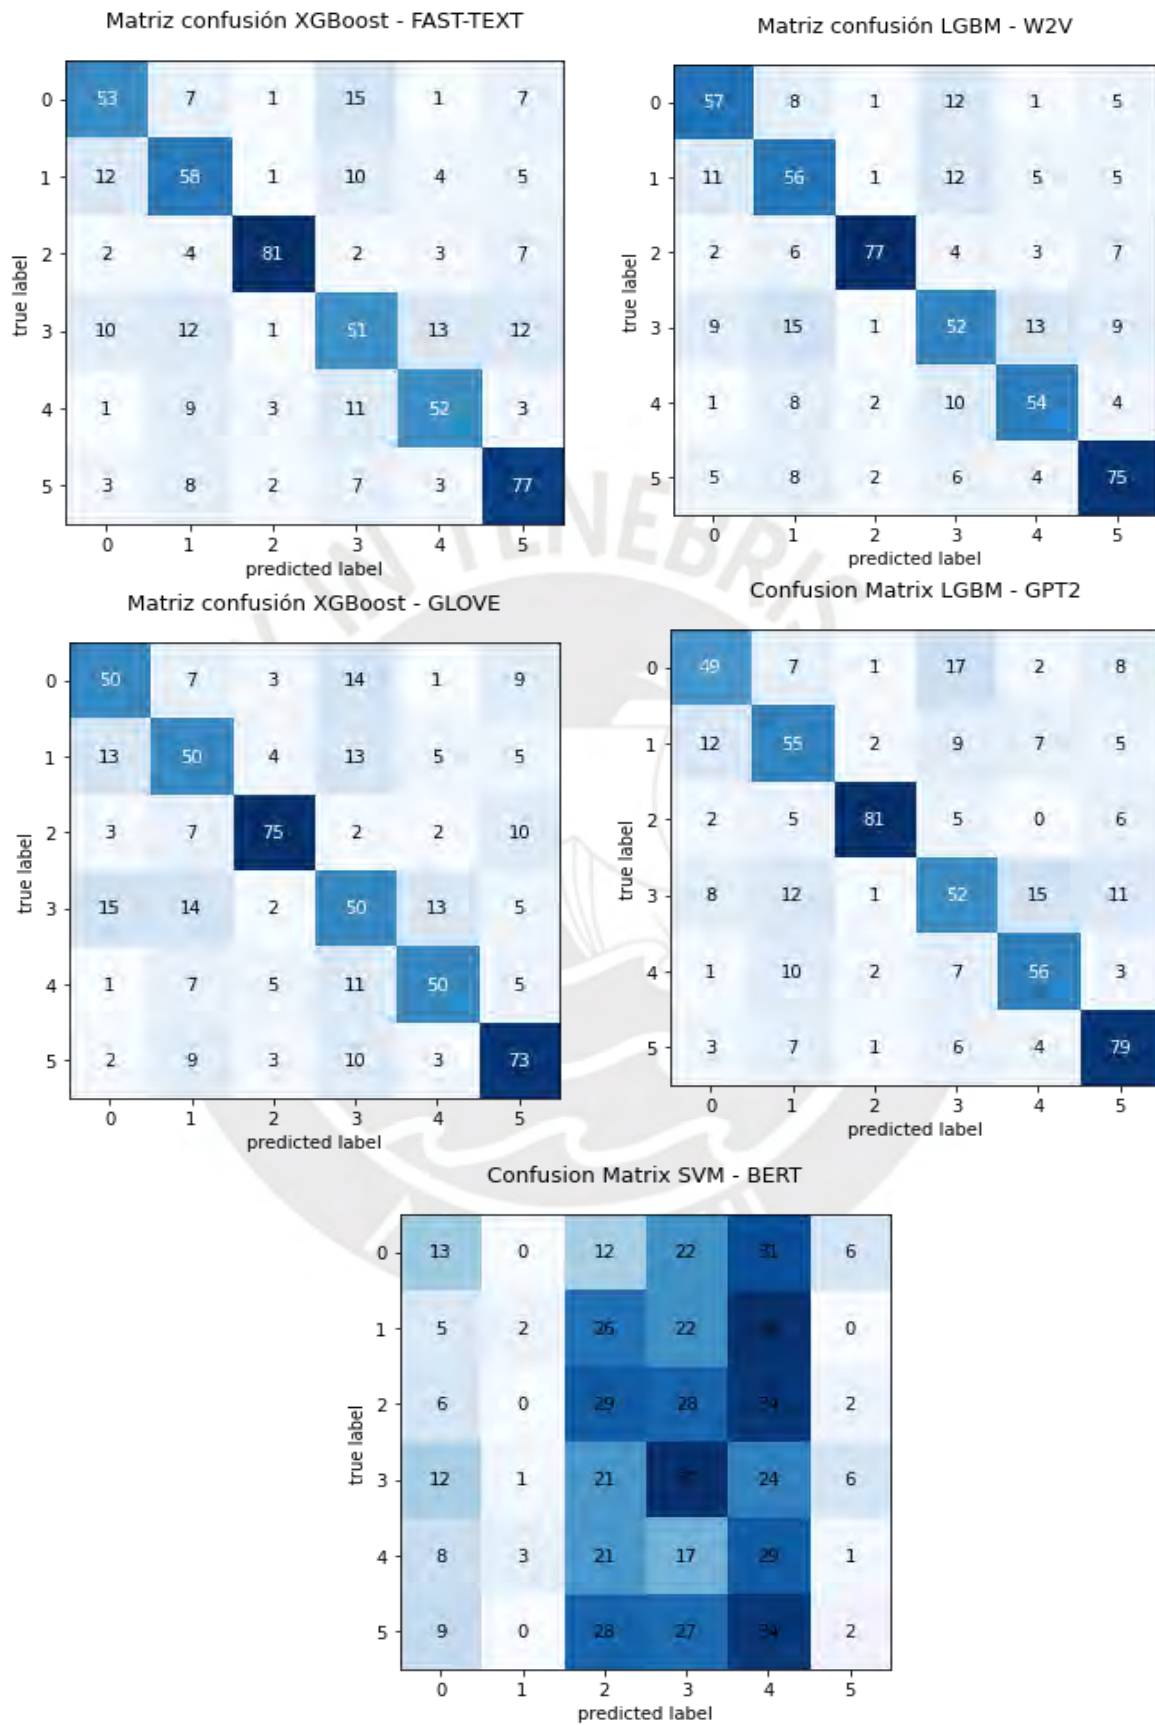 Matriz confusión XGBoost - FAST-TEXT
true label
0 53 7 1 15 1 7
1 12 58 1 10 4 5
2 2 4 81 2 3 7
3 10 12 1 51 13 12
4 1 9 3 11 52 3
5 3 8 2 7 3 77
0 1 2 3 4 5
predicted label
Matriz confusión LGBM - W2V
true label
0 57 8 1 12 1 5
1 11 56 1 12 5 5
2 2 6 77 4 3 7
3 9 15 1 52 13 9
4 1 8 2 10 54 4
5 5 8 2 6 4 75
0 1 2 3 4 5
predicted label
IN TENEBRIS
Matriz confusión XGBoost - GLOVE
true label
0 50 7 3 14 1 9
1 13 50 4 13 5 5
2 3 7 75 2 2 10
3 15 14 2 50 13 5
4 1 7 5 11 50 5
5 2 9 3 10 3 73
0 1 2 3 4 5
predicted label
Confusion Matrix LGBM - GPT2
true label
0 49 7 1 17 2 8
1 12 55 2 9 7 5
2 2 5 81 5 0 6
3 8 12 1 52 15 11
4 1 10 2 7 56 3
5 3 7 1 6 4 79
0 1 2 3 4 5
predicted label
Confusion Matrix SVM - BERT
true label
0 13 0 12 22 31 6
1 5 2 26 22 0
2 6 0 29 28 34 2
3 12 1 21 24 6
4 8 3 21 17 29 1
5 9 0 28 27 34 2
0 1 2 3 4 5
predicted label